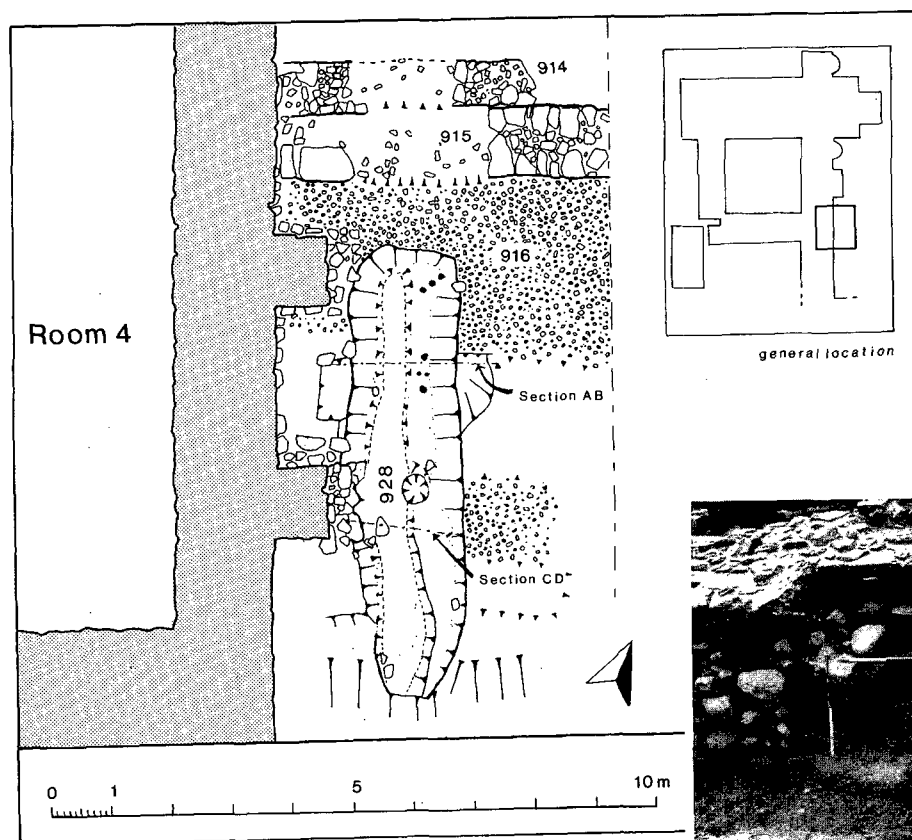 914
915
916
Room 4
Section AB
928
Section CD
general location
0 1 5 10 m